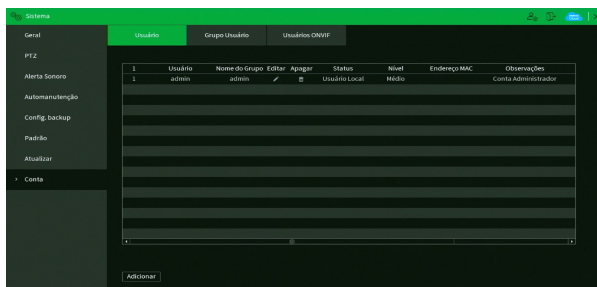 Sistema
Geral
PTZ
Alerta Sonoro
Automanutenção
Config. backup
Padrão
Atualizar
Conta
Usuário Grupo Usuário Usuários ONVIF
1 Usuário Nome do Grupo Editar Apagar Status Nível Endereço MAC Observações
1 admin admin Usuário Local Médio Conta Administrador
Adicionar